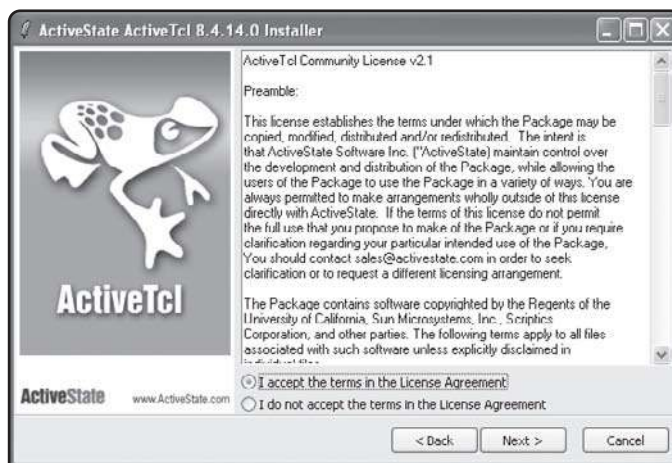 ActiveState ActiveTcl 8.4.14.0 Installer
ActiveTcl Community License v2.1
Preamble:
This license establishes the terms under which the Package may be
copied, modified, distributed and/or redistributed. The intent is
that ActiveState Software Inc. ("ActiveState) maintain control over
the development and distribution of the Package, while allowing the
users of the Package to use the Package in a variety of ways. You are
always permitted to make arrangements wholly outside of this license
directly with ActiveState. If the terms of this license do not permit
the full use that you propose to make of the Package or if you require
clarification regarding your particular intended use of the Package,
You should contact sales@activestate.com in order to seek
clarification or to request a different licensing arrangement.
The Package contains software copyrighted by the Regents of the
University of California, Sun Microsystems, Inc., Scriptics
Corporation, and other parties. The following terms apply to all files
associated with such software unless explicitly disclaimed in
ActiveTcl
ActiveState www.ActiveState.com
I accept the terms in the License Agreement
I do not accept the terms in the License Agreement
< Back
Next >
Cancel